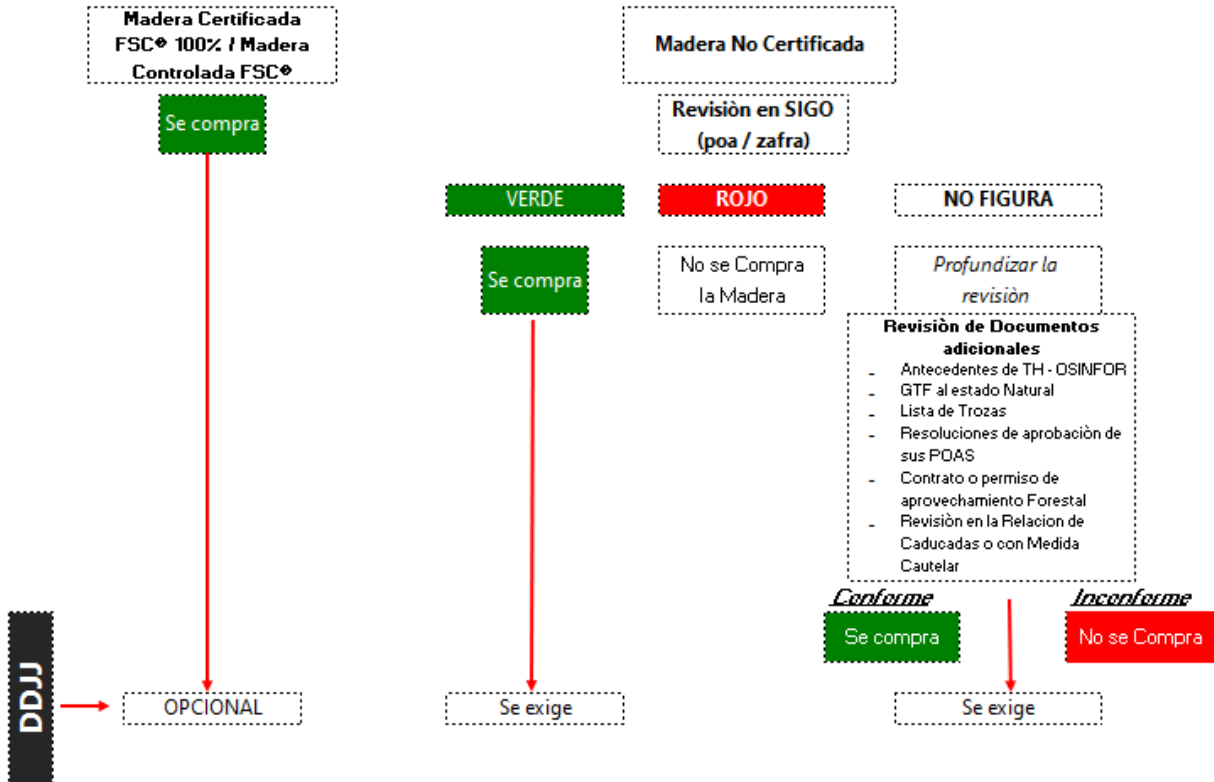 Madera Certificada
FSC® 100% / Madera
Controlada FSC®
Madera No Certificada
Se compra
Revisiòn en SIGO
(poa / zafra)
VERDE
ROJO
NO FIGURA
Se compra
No se Compra
la Madera
Profundizar la
revisiòn
Revisiòn de Documentos
adicionales
- Antecedentes de TH - OSINFOR
- GTF al estado Natural
- Lista de Trozas
- Resoluciones de aprobaciòn de
sus POAS
- Contrato o permiso de
aprovechamiento Forestal
- Revisiòn en la Relacion de
Caducadas o con Medida
Cautelar
Conforme
Inconforme
Se compra
No se Compra
DDJJ
OPCIONAL
Se exige
Se exige